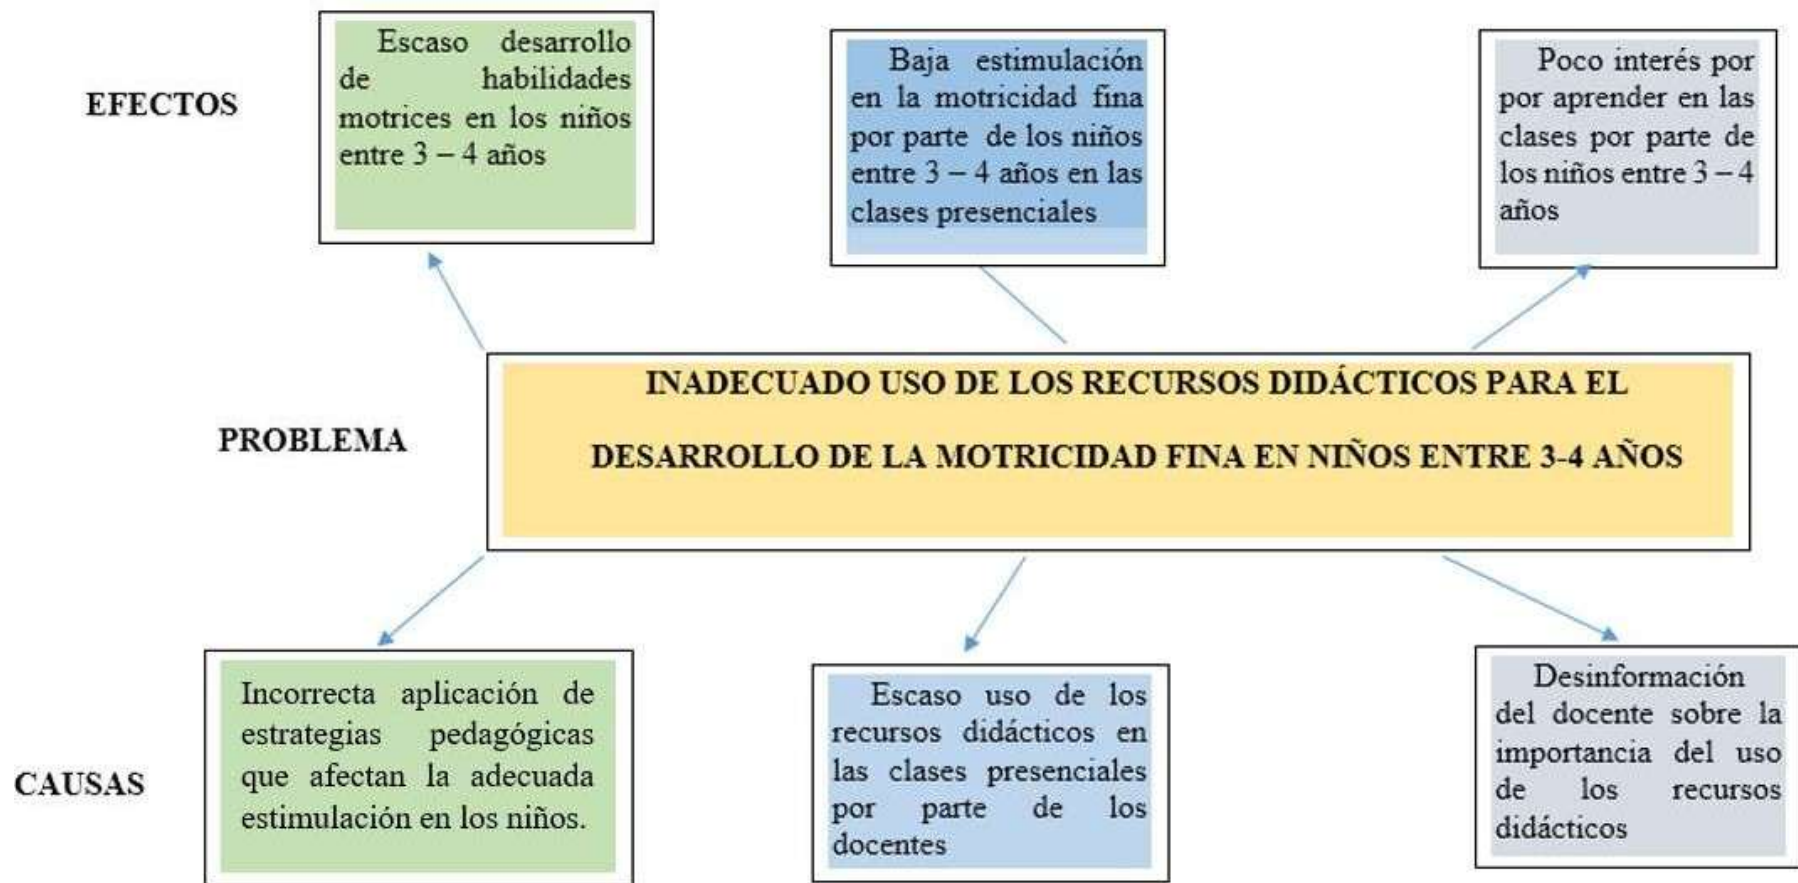 EFECTOS
Escaso desarrollo
de habilidades
motrices en los niños
entre 3 – 4 años
Baja estimulación
en la motricidad fina
por parte de los niños
entre 3 – 4 años en las
clases presenciales
Poco interés por
por aprender en las
clases por parte de
los niños entre 3 – 4
años
PROBLEMA
INADECUADO USO DE LOS RECURSOS DIDÁCTICOS PARA EL
DESARROLLO DE LA MOTRICIDAD FINA EN NIÑOS ENTRE 3-4 AÑOS
CAUSAS
Incorrecta aplicación de
estrategias pedagógicas
que afectan la adecuada
estimulación en los niños.
Escaso uso de los
recursos didácticos en
las clases presenciales
por parte de los
docentes
Desinformación
del docente sobre la
importancia del uso
de los recursos
didácticos